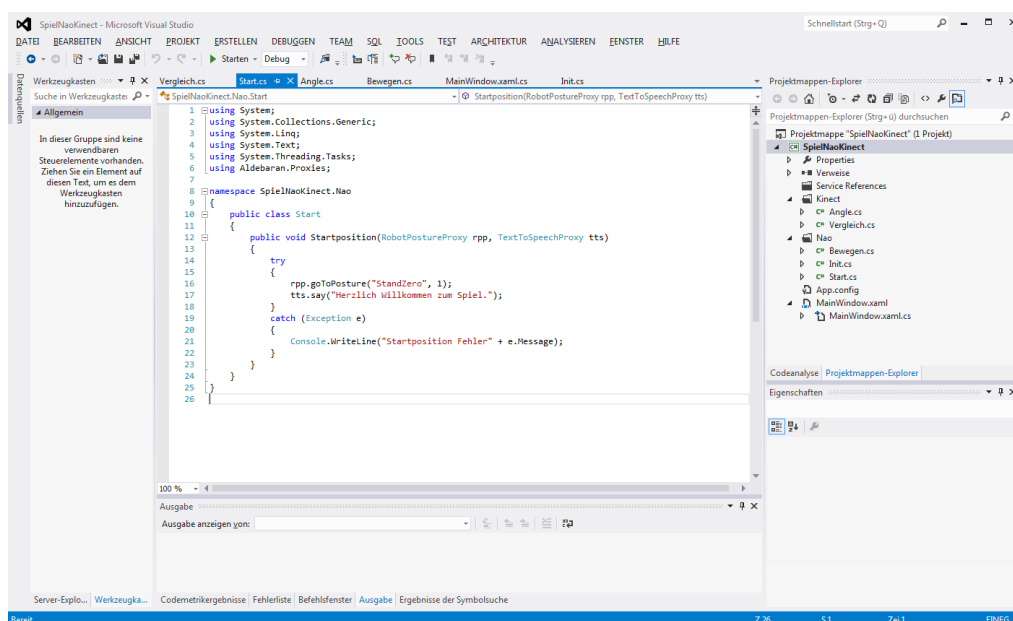 SpielNaoKinect - Microsoft Visual Studio
Schnellstart (Strg+Q)
DATEI BEARBEITEN ANSICHT PROJEKT ERSTELLEN DEBUGGEN TEAM SQL TOOLS TEST ARCHITEKTUR ANALYSIEREN FENSTER HILFE
Starten Debug
Datenquellen
Werkzeugkasten
Suche in Werkzeugkaste
Allgemein
In dieser Gruppe sind keine
verwendbaren
Steuerelemente vorhanden.
Ziehen Sie ein Element auf
diesen Text, um es dem
Werkzeugkasten
hinzuzufügen.
Server-Explo... Werkzeugka...
Vergleich.cs Start.cs Angle.cs Bewegen.cs MainWindow.xaml.cs Init.cs
SpielNaoKinect.Nao.Start Startposition(RobotPostureProxy rpp, TextToSpeechProxy tts)
1 using System;
2 using System.Collections.Generic;
3 using System.Linq;
4 using System.Text;
5 using System.Threading.Tasks;
6 using Aldebaran.Proxies;
7
8 namespace SpielNaoKinect.Nao
9 {
10 public class Start
11 {
12 public void Startposition(RobotPostureProxy rpp, TextToSpeechProxy tts)
13 {
14 try
15 {
16 rpp.goToPosture("StandZero", 1);
17 tts.say("Herzlich Willkommen zum Spiel.");
18 }
19 catch (Exception e)
20 {
21 Console.WriteLine("Startposition Fehler" + e.Message);
22 }
23 }
24 }
25 }
26
100 %
Ausgabe
Ausgabe anzeigen von:
Codemetrikergebnisse Fehlerliste Befehlsfenster Ausgabe Ergebnisse der Symbolsuche
Projektmappen-Explorer
Projektmappen-Explorer (Strg+ü) durchsuchen
Projektmappe "SpielNaoKinect" (1 Projekt)
SpielNaoKinect
Properties
Verweise
Service References
Kinect
C# Angle.cs
C# Vergleich.cs
Nao
C# Bewegen.cs
C# Init.cs
C# Start.cs
App.config
MainWindow.xaml
MainWindow.xaml.cs
Codeanalyse Projektmappen-Explorer
Eigenschaften
Bereit Z 26 S 1 Zei 1 EINFG